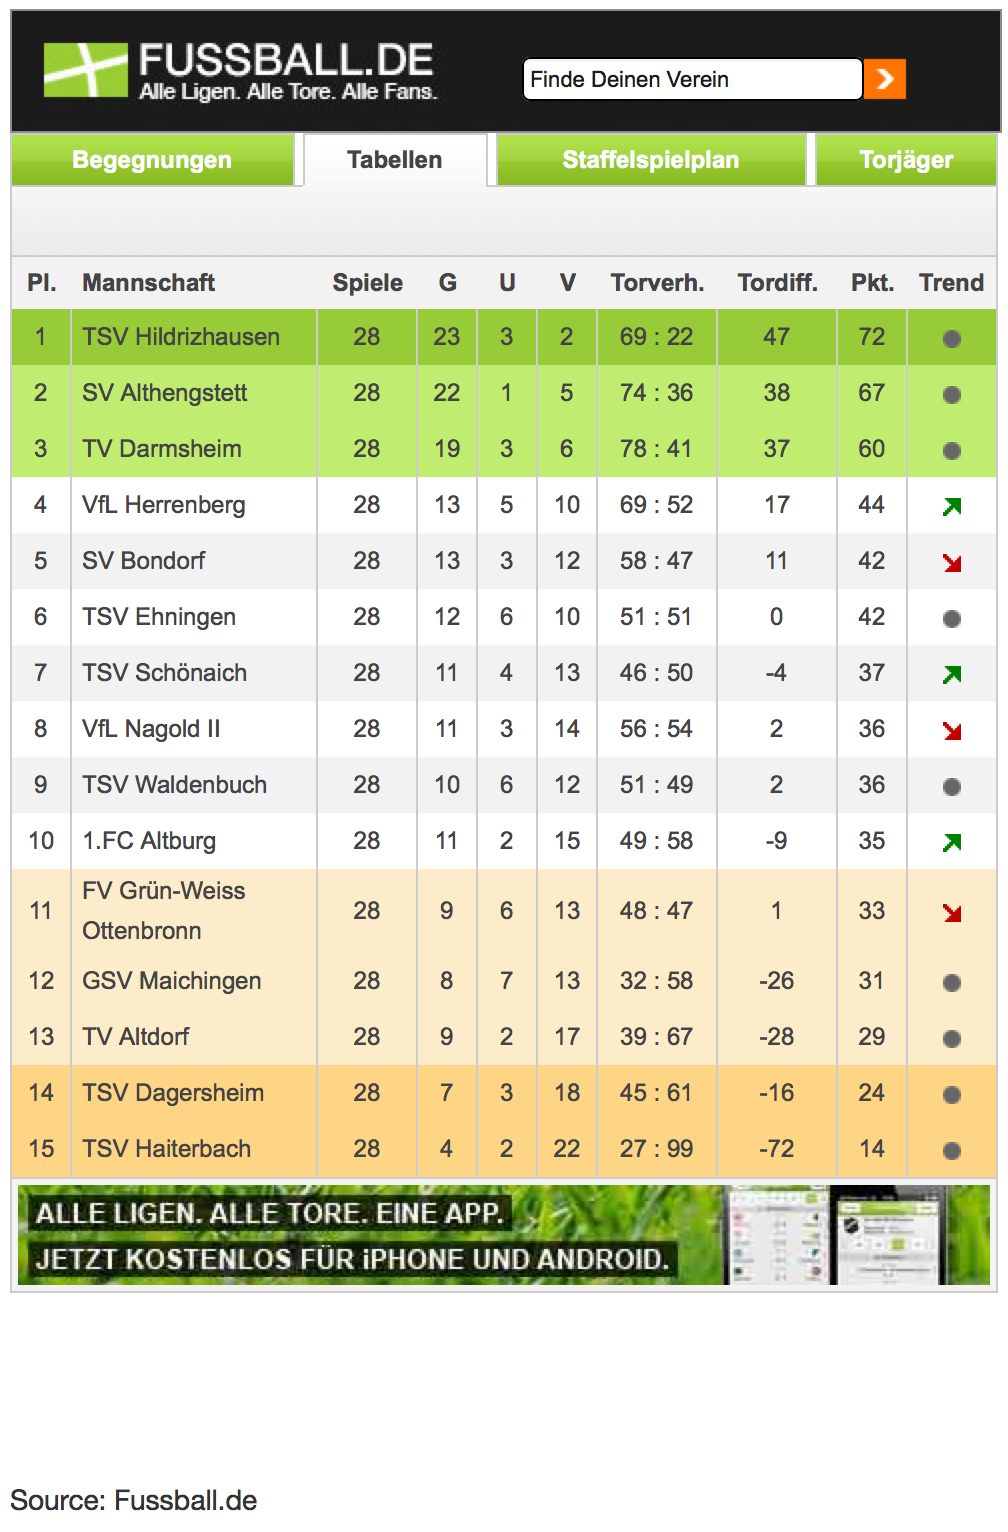 FUSSBALL.DE
Alle Ligen. Alle Tore. Alle Fans.
Finde Deinen Verein
Begegnungen Tabellen Staffelspielplan Torjäger
Pl. Mannschaft Spiele G U V Torverh. Tordiff. Pkt. Trend
1 TSV Hildrizhausen 28 23 3 2 69 : 22 47 72
2 SV Althengstett 28 22 1 5 74 : 36 38 67
3 TV Darmsheim 28 19 3 6 78 : 41 37 60
4 VfL Herrenberg 28 13 5 10 69 : 52 17 44
5 SV Bondorf 28 13 3 12 58 : 47 11 42
6 TSV Ehningen 28 12 6 10 51 : 51 0 42
7 TSV Schönaich 28 11 4 13 46 : 50 -4 37
8 VfL Nagold II 28 11 3 14 56 : 54 2 36
9 TSV Waldenbuch 28 10 6 12 51 : 49 2 36
10 1.FC Altburg 28 11 2 15 49 : 58 -9 35
11 FV Grün-Weiss
Ottenbronn 28 9 6 13 48 : 47 1 33
12 GSV Maichingen 28 8 7 13 32 : 58 -26 31
13 TV Altdorf 28 9 2 17 39 : 67 -28 29
14 TSV Dagersheim 28 7 3 18 45 : 61 -16 24
15 TSV Haiterbach 28 4 2 22 27 : 99 -72 14
ALLE LIGEN. ALLE TORE. EINE APP.
JETZT KOSTENLOS FÜR iPHONE UND ANDROID.
Source: Fussball.de